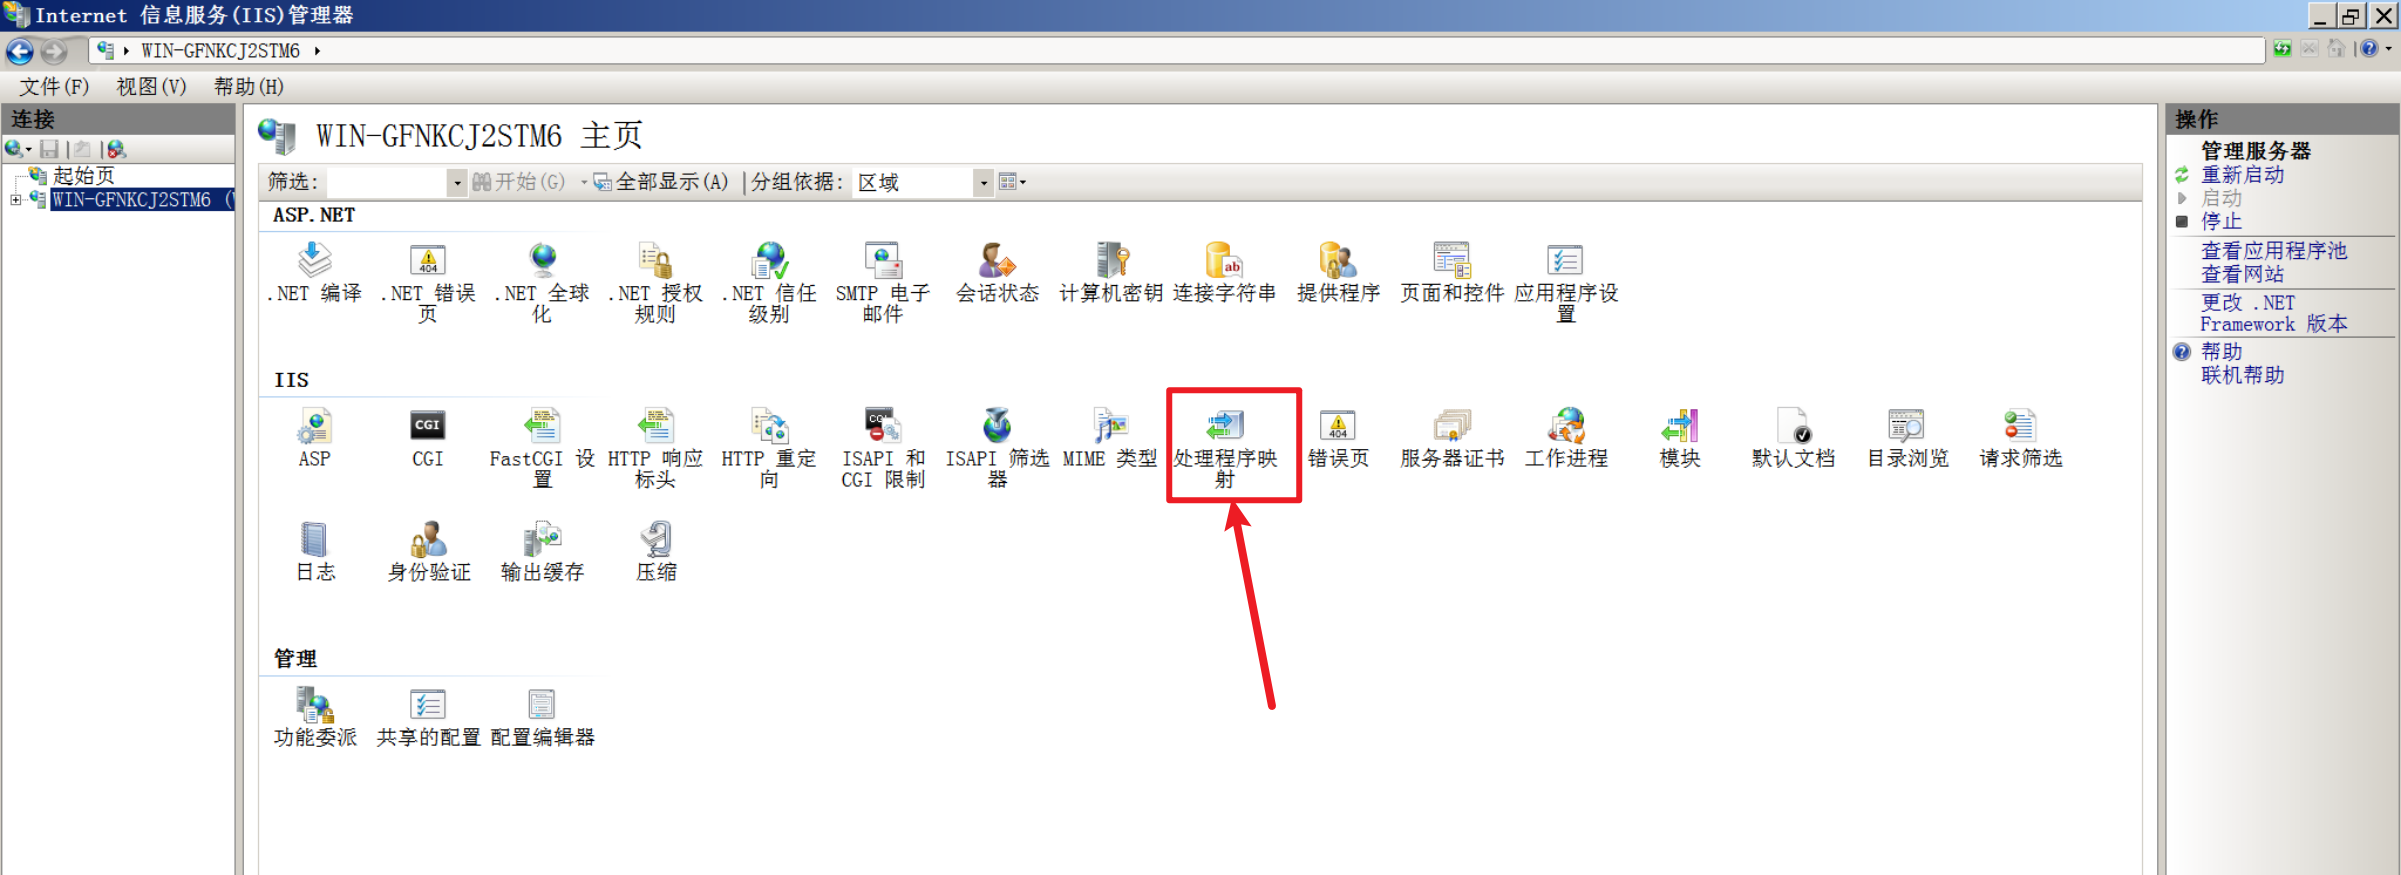 Internet 信息服务(IIS)管理器
WIN-GFNKCJ2STM6
文件(F) 视图(V) 帮助(H)
连接
起始页
WIN-GFNKCJ2STM6 (
WIN-GFNKCJ2STM6 主页
筛选: 开始(G) 全部显示(A) 分组依据: 区域
ASP.NET
.NET 编译
.NET 错误
页
.NET 全球
化
.NET 授权
规则
.NET 信任
级别
SMTP 电子
邮件
会话状态
计算机密钥
连接字符串
提供程序
页面和控件
应用程序设
置
IIS
ASP
CGI
FastCGI 设
置
HTTP 响应
标头
HTTP 重定
向
ISAPI 和
CGI 限制
ISAPI 筛选
器
MIME 类型
处理程序映
射
错误页
服务器证书
工作进程
模块
默认文档
目录浏览
请求筛选
日志
身份验证
输出缓存
压缩
管理
功能委派
共享的配置
配置编辑器
操作
管理服务器
重新启动
启动
停止
查看应用程序池
查看网站
更改 .NET
Framework 版本
帮助
联机帮助